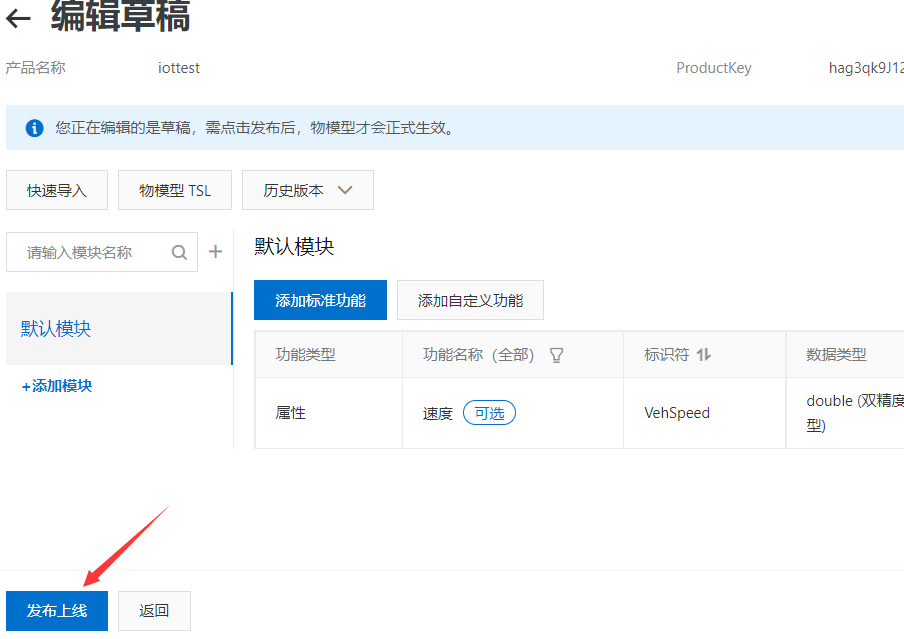 编辑草稿
产品名称 iottest ProductKey hag3qk9J12
您正在编辑的是草稿，需点击发布后，物模型才会正式生效。
快速导入 物模型 TSL 历史版本
请输入模块名称
默认模块
+添加模块
默认模块
添加标准功能 添加自定义功能
功能类型 功能名称（全部） 标识符 数据类型
属性 速度 可选 VehSpeed double (双精度
型)
发布上线 返回